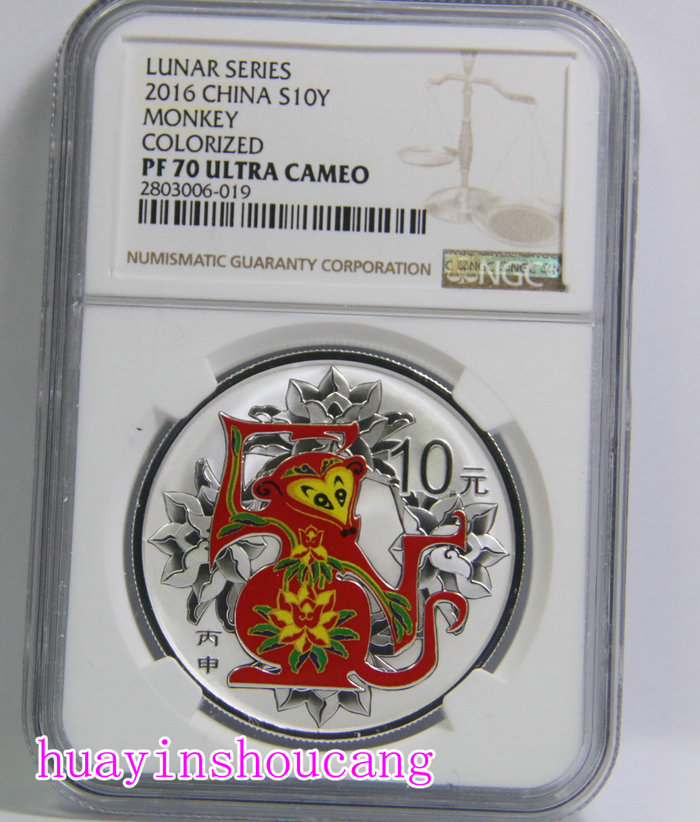 LUNAR SERIES
2016 CHINA S10Y
MONKEY
COLORIZED
PF 70 ULTRA CAMEO
2803006-019
NUMISMATIC GUARANTY CORPORATION
NGC
10元
丙申
huayinshoucang